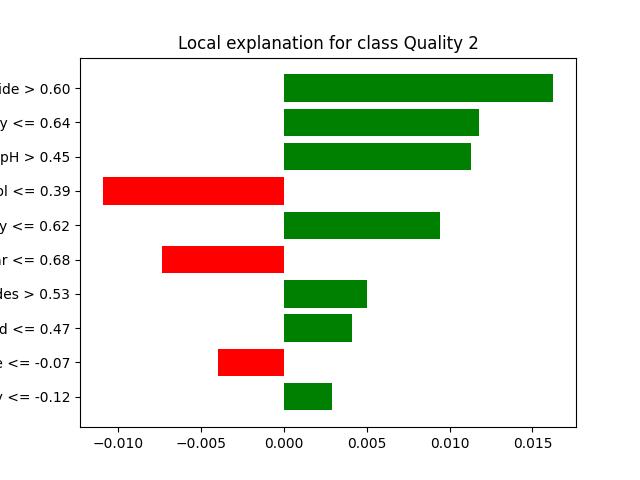 Local explanation for class Quality 2
ide > 0.60
y <= 0.64
pH > 0.45
ol <= 0.39
y <= 0.62
ar <= 0.68
des > 0.53
d <= 0.47
e <= -0.07
y <= -0.12
−0.010 −0.005 0.000 0.005 0.010 0.015